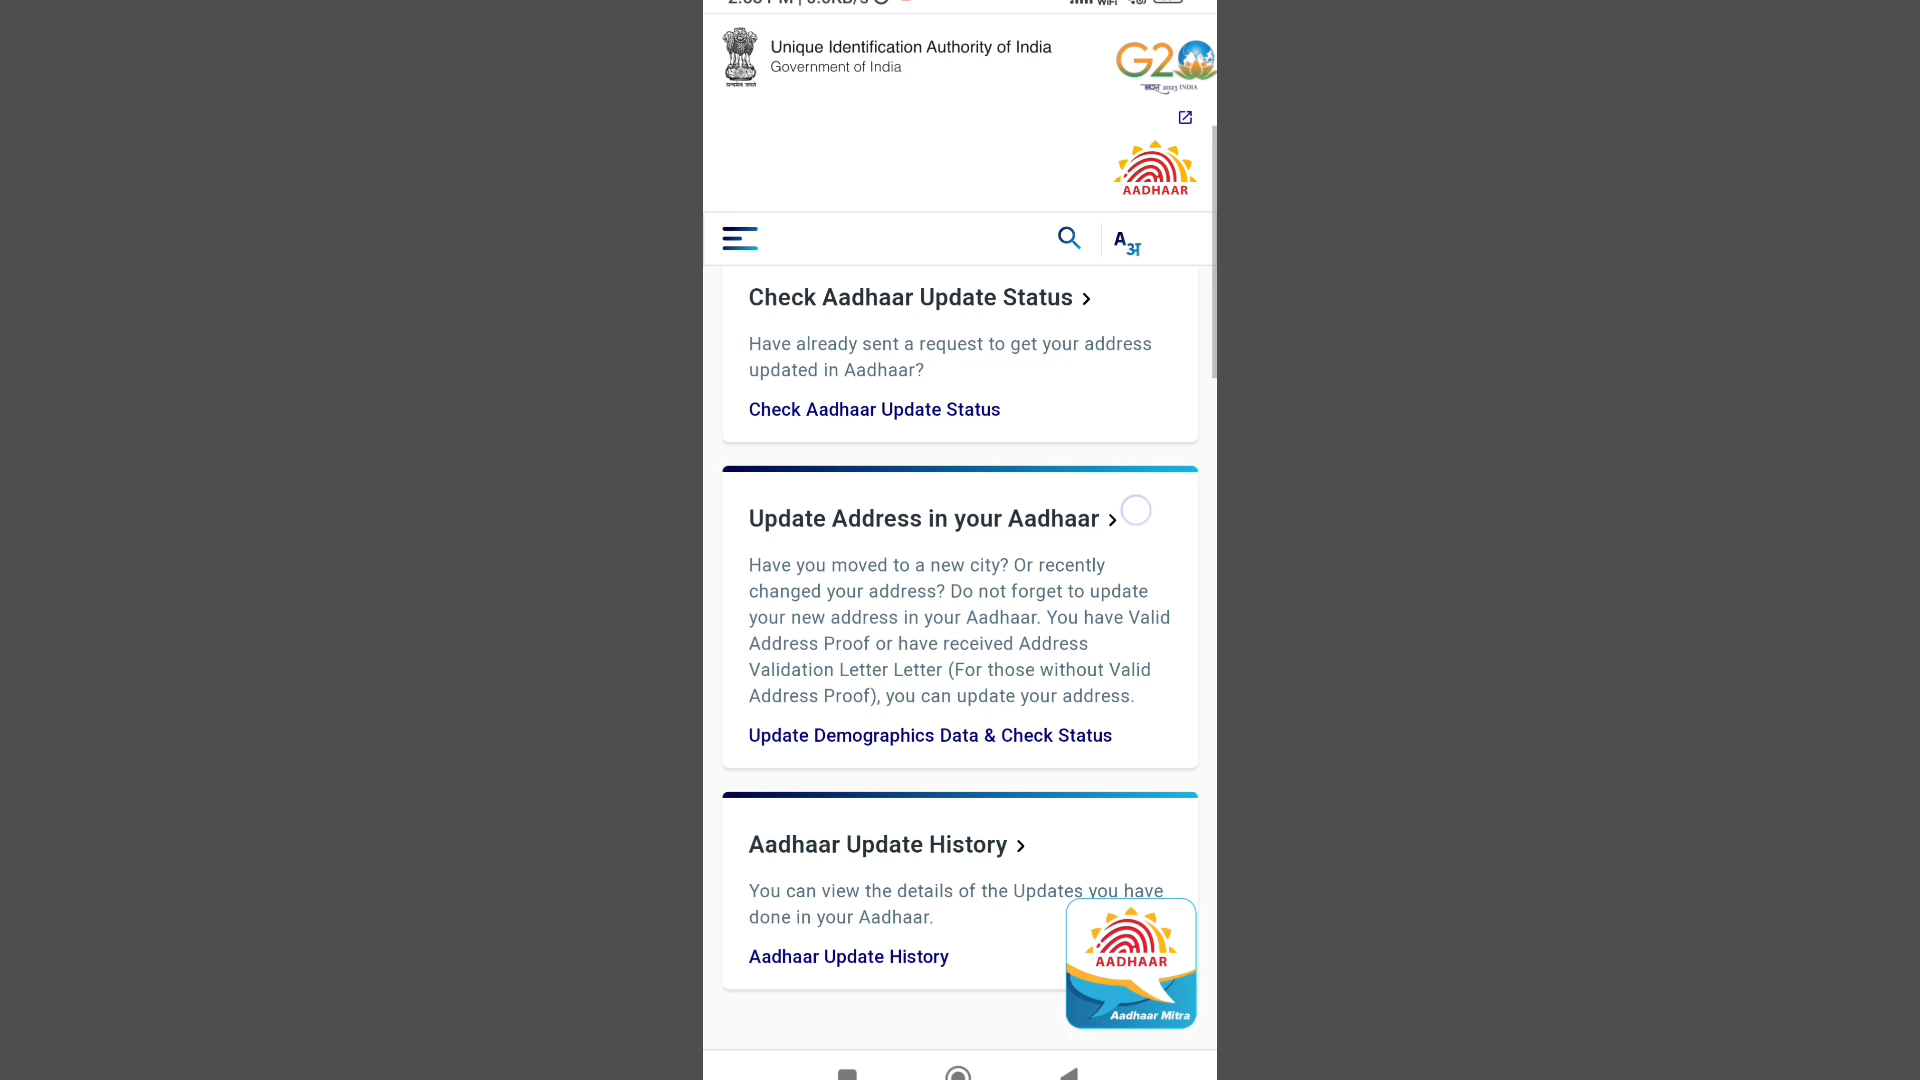 Unique Identification Authority of India
Government of India
G20
2023 INDIA
AADHAAR
A अ
Check Aadhaar Update Status
Have already sent a request to get your address
updated in Aadhaar?
Check Aadhaar Update Status
Update Address in your Aadhaar
Have you moved to a new city? Or recently
changed your address? Do not forget to update
your new address in your Aadhaar. You have Valid
Address Proof or have received Address
Validation Letter Letter (For those without Valid
Address Proof), you can update your address.
Update Demographics Data & Check Status
Aadhaar Update History
You can view the details of the Updates you have
done in your Aadhaar.
Aadhaar Update History
AADHAAR
Aadhaar Mitra